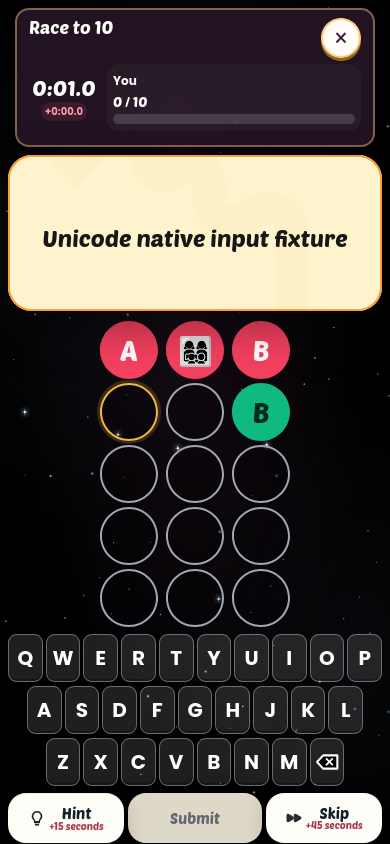 Race to 10
0:01.0
+0:00.0
You
0 / 10
Unicode native input fixture
A 👨‍👩‍👧‍👦 B
B
Q W E R T Y U I O P
A S D F G H J K L
Z X C V B N M
Hint
+15 seconds
Submit
Skip
+45 seconds